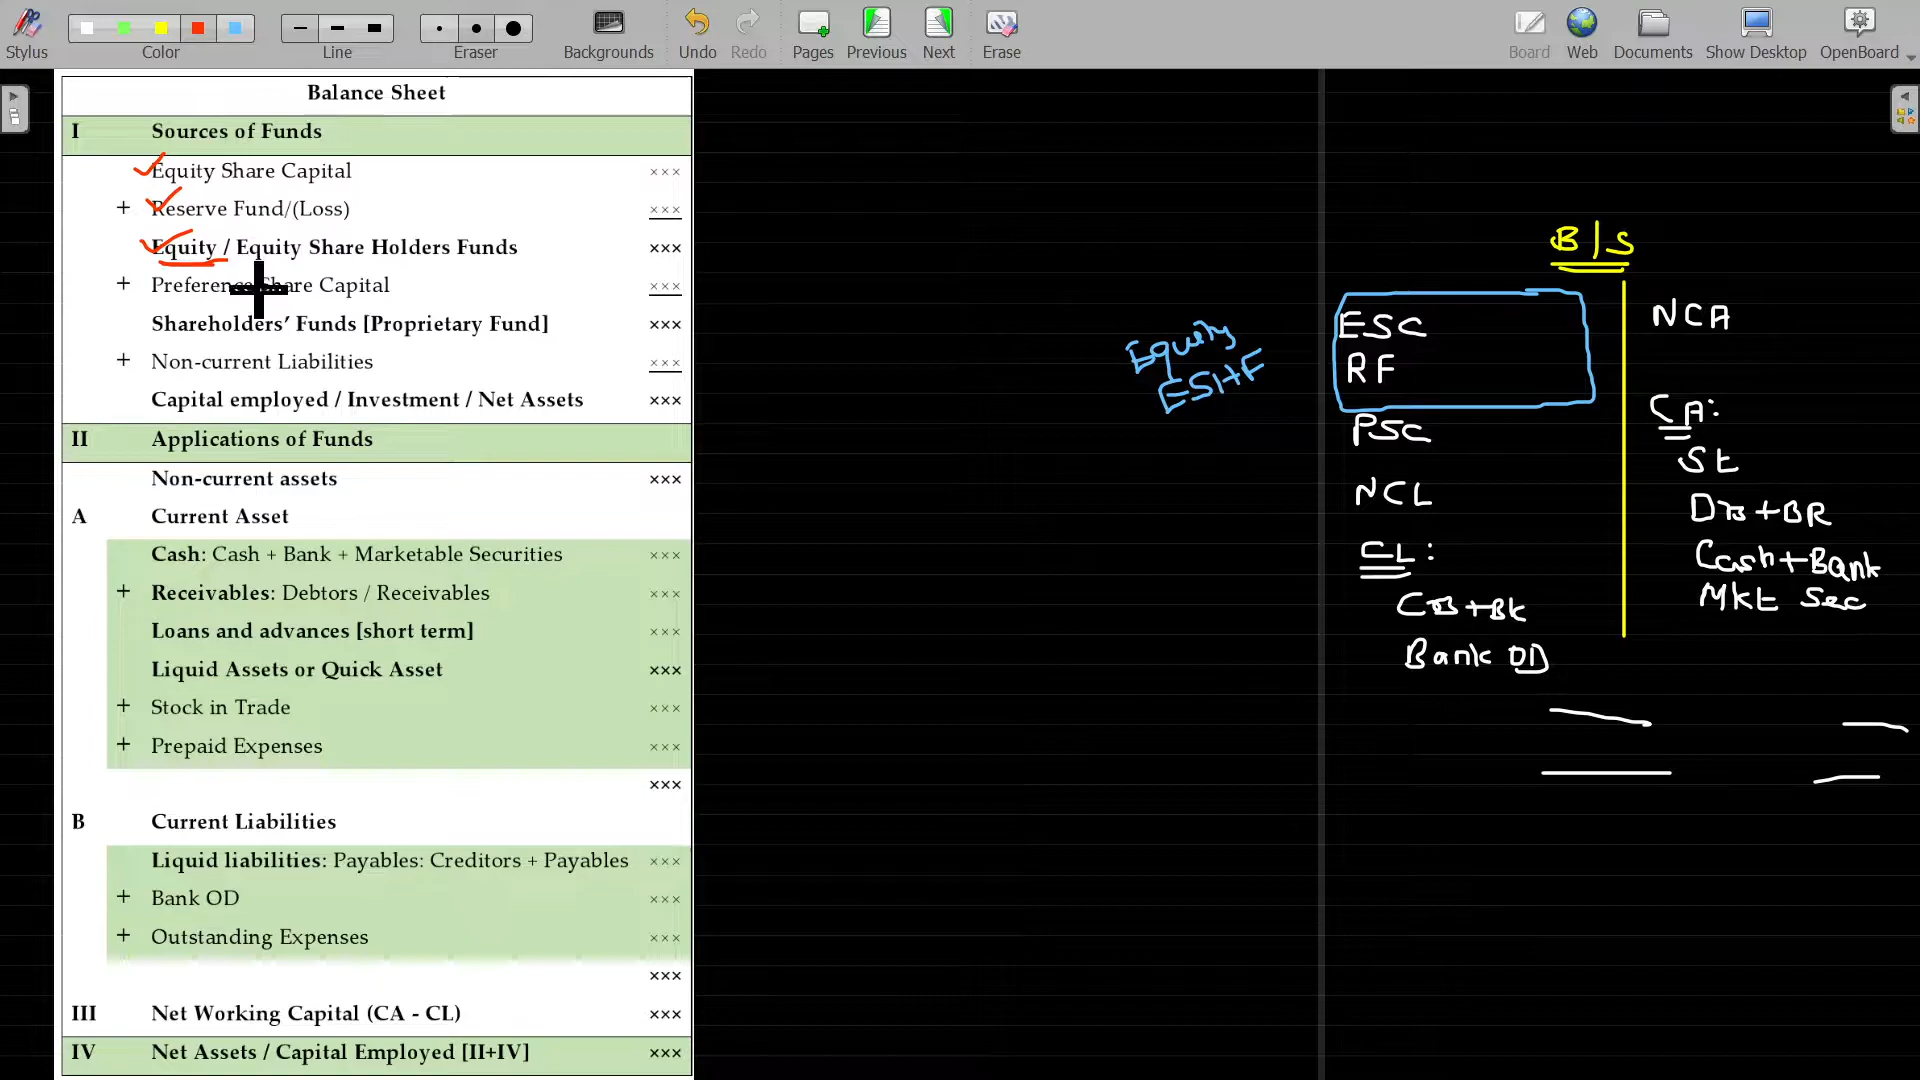 Stylus
Color
Line
Eraser
Backgrounds
Undo
Redo
Pages
Previous
Next
Erase
Board
Web
Documents
Show Desktop
OpenBoard
Balance Sheet
I Sources of Funds
Equity Share Capital ×××
+ Reserve Fund/(Loss) ×××
Equity / Equity Share Holders Funds ×××
+ Preference Share Capital ×××
Shareholders’ Funds [Proprietary Fund] ×××
+ Non-current Liabilities ×××
Capital employed / Investment / Net Assets ×××
II Applications of Funds
Non-current assets ×××
A Current Asset
Cash: Cash + Bank + Marketable Securities ×××
+ Receivables: Debtors / Receivables ×××
Loans and advances [short term] ×××
Liquid Assets or Quick Asset ×××
+ Stock in Trade ×××
+ Prepaid Expenses ×××
×××
B Current Liabilities
Liquid liabilities: Payables: Creditors + Payables ×××
+ Bank OD ×××
+ Outstanding Expenses ×××
×××
III Net Working Capital (CA - CL) ×××
IV Net Assets / Capital Employed [II+IV] ×××
Equity
ESHF
B|S
ESC
RF
PSC
NCL
CL:
Bank OD
NCA
CA:
St
Cash+Bank
Mkt Sec